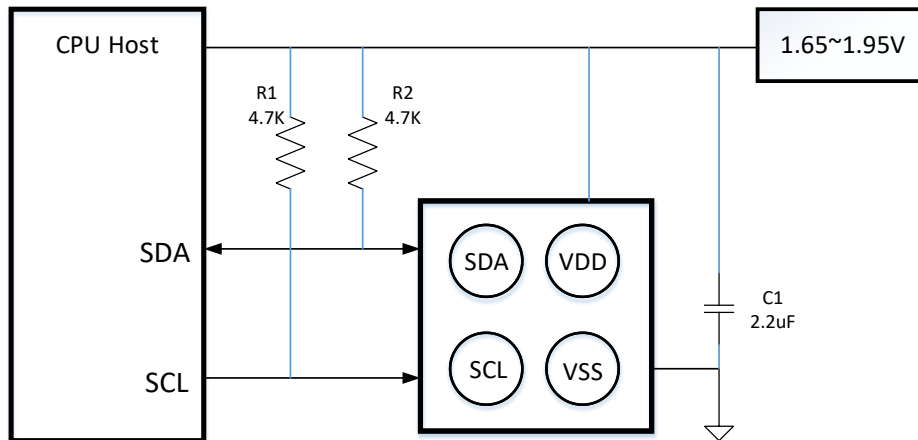 CPU Host
1.65~1.95V
R1
4.7K
R2
4.7K
SDA
SDA
VDD
C1
2.2uF
SCL
SCL
VSS